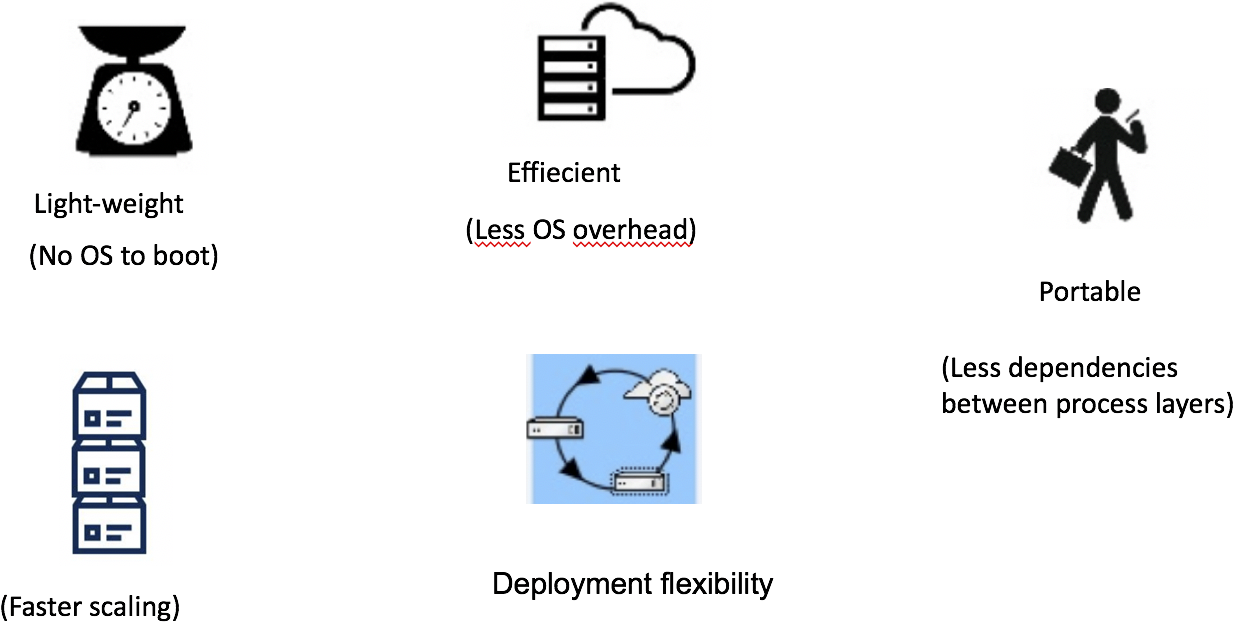 Light-weight
(No OS to boot)
Effiecient
(Less OS overhead)
Portable
(Less dependencies
between process layers)
(Faster scaling)
Deployment flexibility